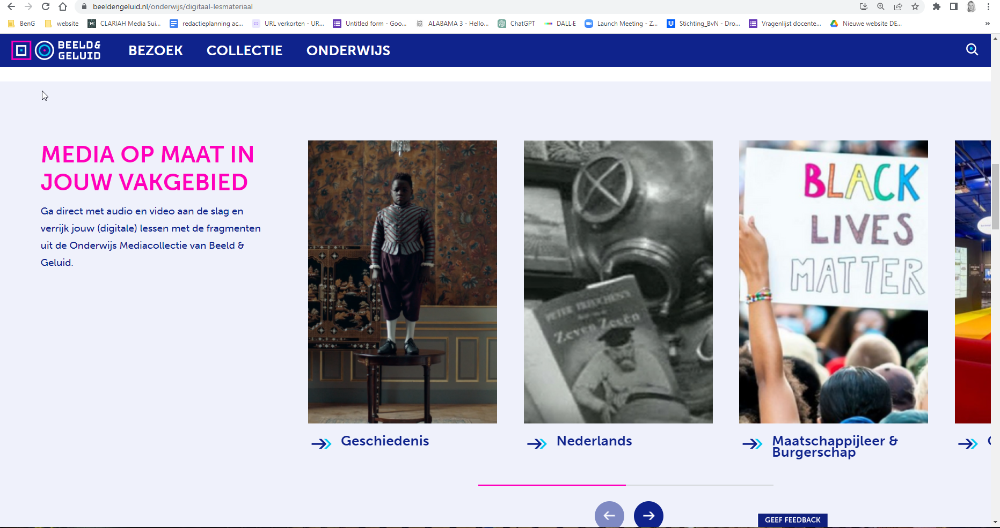 beeldengeluid.nl/onderwijs/digitaal-lesmateriaal
BenG website CLARIAH Media Sui... redactieplanning ac... URL verkorten - UR... Untitled form - Goo... ALABAMA 3 - Hello... ChatGPT DALL·E Launch Meeting - Z... Stichting_BvN - Dro... Vragenlijst docente... Nieuwe website DE... »
BEELD&
GELUID
BEZOEK COLLECTIE ONDERWIJS
MEDIA OP MAAT IN
JOUW VAKGEBIED
Ga direct met audio en video aan de slag en
verrijk jouw (digitale) lessen met de fragmenten
uit de Onderwijs Mediacollectie van Beeld &
Geluid.
PETER FREUCHEN'S
Zeven Zeeën
BLACK
LIVES
MATTER
Geschiedenis
Nederlands
Maatschappijleer &
Burgerschap
GEEF FEEDBACK